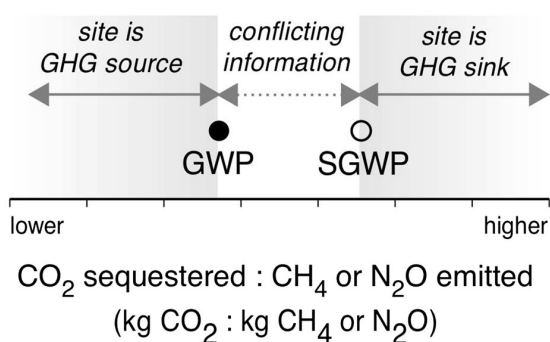 site is
GHG source
conflicting
information
site is
GHG sink
GWP
SGWP
lower
higher
CO₂ sequestered : CH₄ or N₂O emitted
(kg CO₂ : kg CH₄ or N₂O)